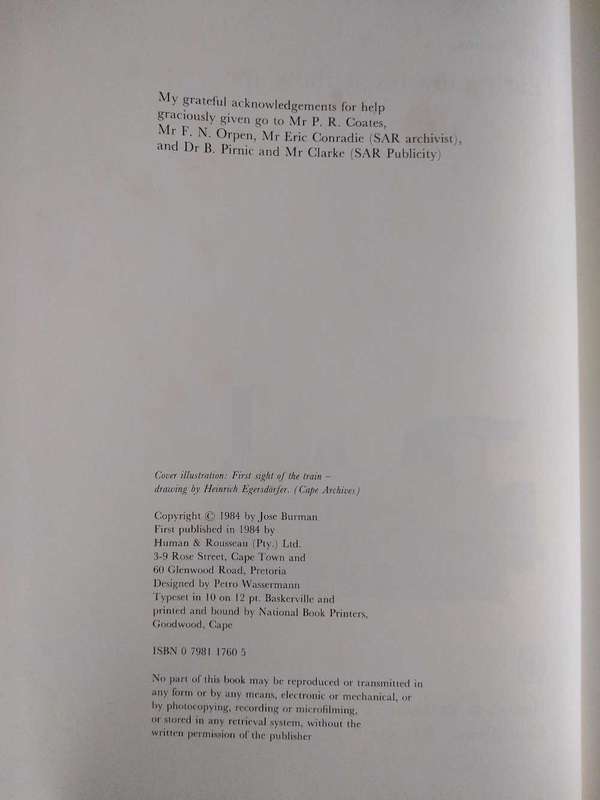 My grateful acknowledgements for help
graciously given go to Mr P. R. Coates,
Mr F. N. Orpen, Mr Eric Conradie (SAR archivist),
and Dr B. Pirnie and Mr Clarke (SAR Publicity)
Cover illustration: First sight of the train –
drawing by Heinrich Egersdörfer. (Cape Archives)
Copyright © 1984 by Jose Burman
First published in 1984 by
Human & Rousseau (Pty.) Ltd.
3-9 Rose Street, Cape Town and
60 Glenwood Road, Pretoria
Designed by Petro Wassermann
Typeset in 10 on 12 pt. Baskerville and
printed and bound by National Book Printers,
Goodwood, Cape
ISBN 0 7981 1760 5
No part of this book may be reproduced or transmitted in
any form or by any means, electronic or mechanical, or
by photocopying, recording or microfilming,
or stored in any retrieval system, without the
written permission of the publisher